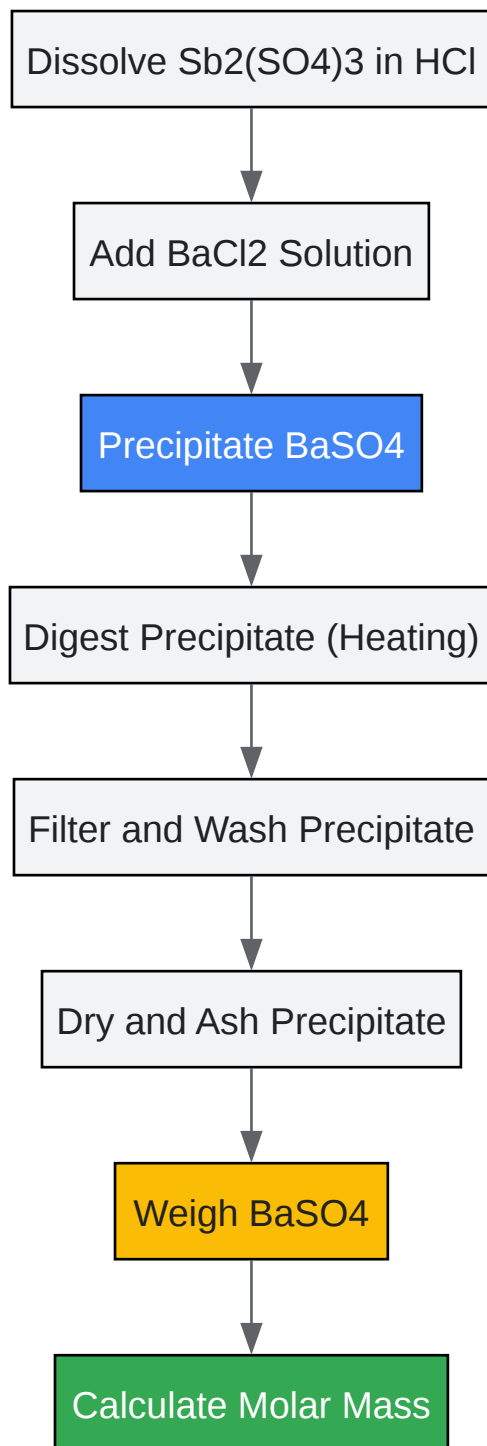 Dissolve Sb2(SO4)3 in HCl
Add BaCl2 Solution
Precipitate BaSO4
Digest Precipitate (Heating)
Filter and Wash Precipitate
Dry and Ash Precipitate
Weigh BaSO4
Calculate Molar Mass